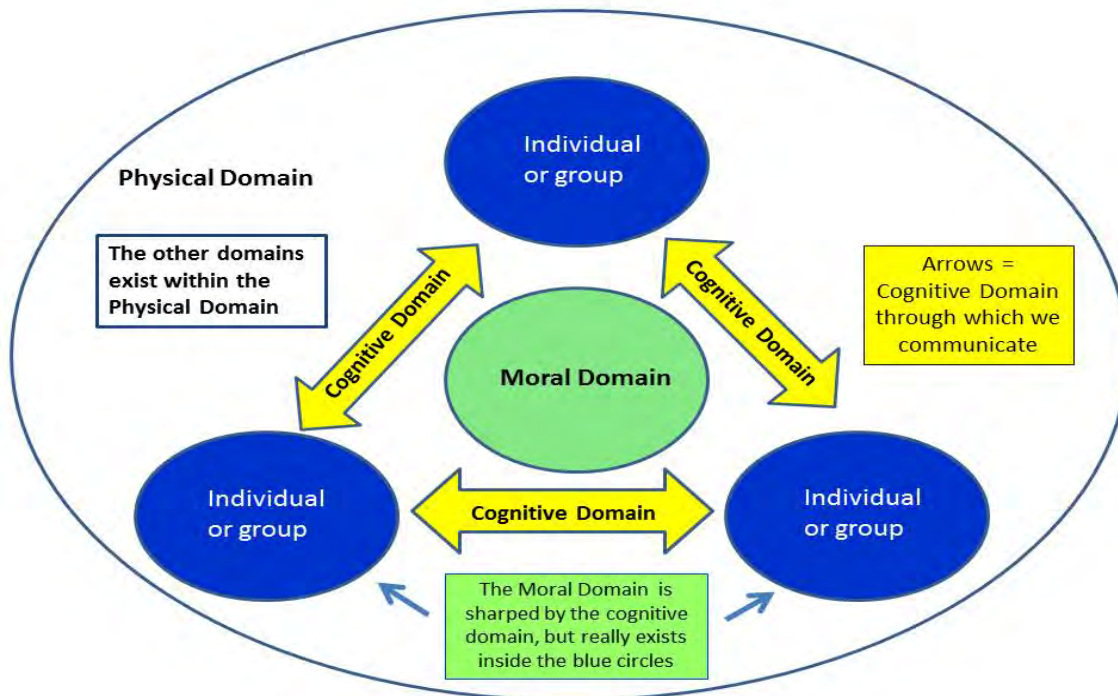 Individual
or group
Physical Domain
The other domains
exist within the
Physical Domain
Cognitive Domain
Cognitive Domain
Arrows =
Cognitive Domain
through which we
communicate
Moral Domain
Individual
or group
Cognitive Domain
Individual
or group
The Moral Domain is
sharped by the cognitive
domain, but really exists
inside the blue circles